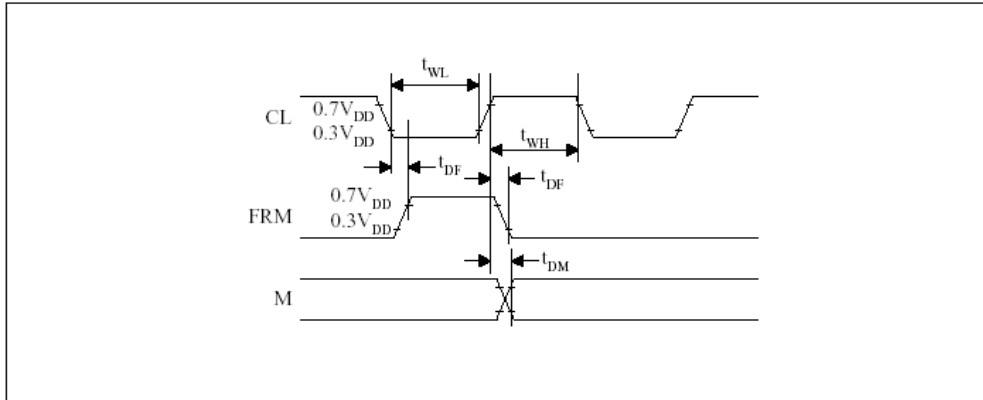 t_WL
CL
0.7V_DD
0.3V_DD
t_WH
t_DF
t_DF
0.7V_DD
FRM
0.3V_DD
t_DM
M